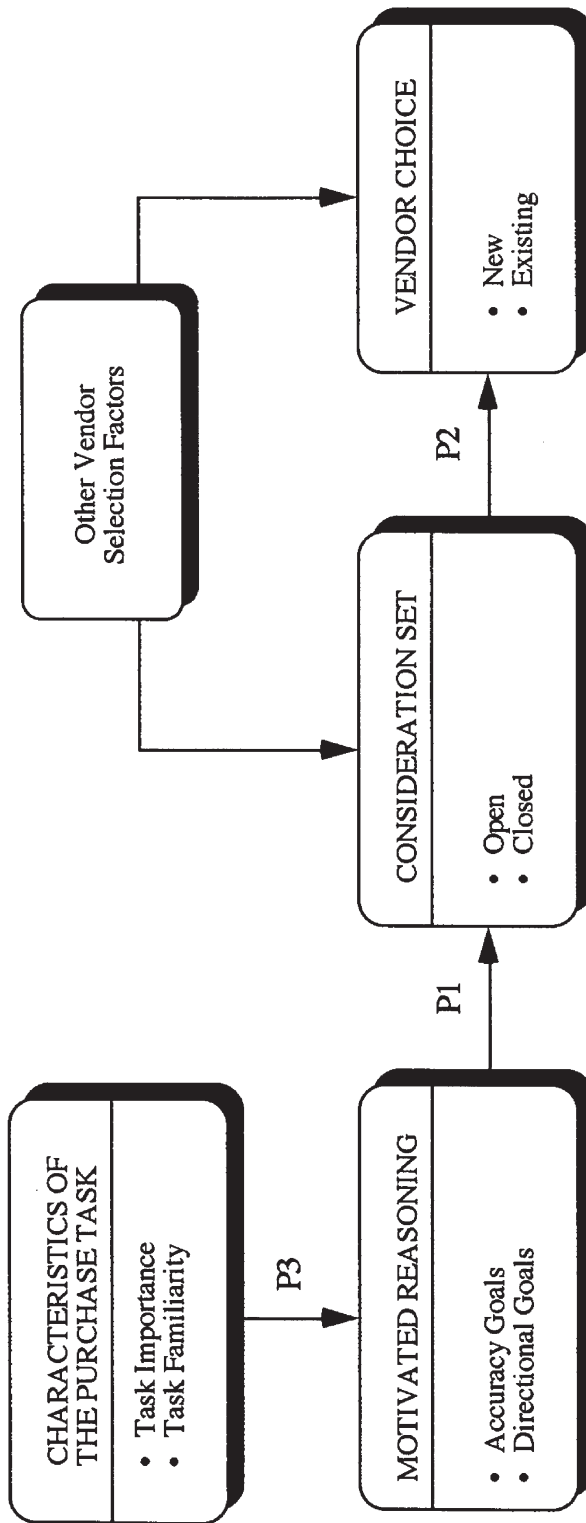 CHARACTERISTICS OF
THE PURCHASE TASK
• Task Importance
• Task Familiarity
P3
MOTIVATED REASONING
• Accuracy Goals
• Directional Goals
P1
Other Vendor
Selection Factors
CONSIDERATION SET
• Open
• Closed
P2
VENDOR CHOICE
• New
• Existing